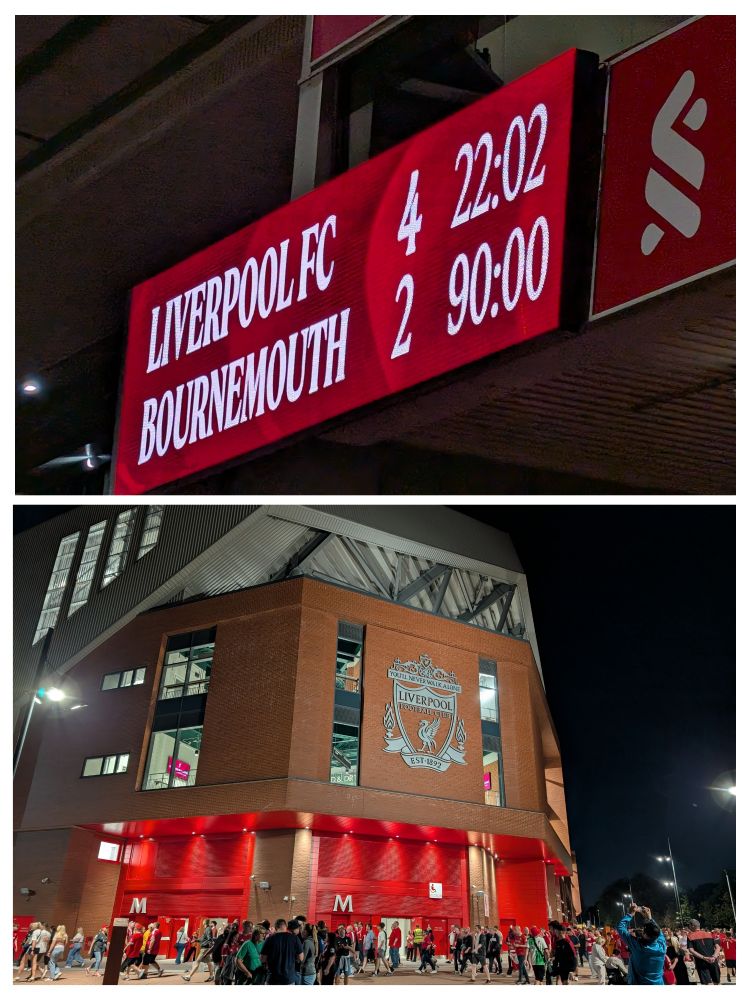 LIVERPOOL FC 4 22:02
BOURNEMOUTH 2 90:00
YOU'LL NEVER WALK ALONE
LIVERPOOL
FOOTBALL CLUB
EST·1892
M
M